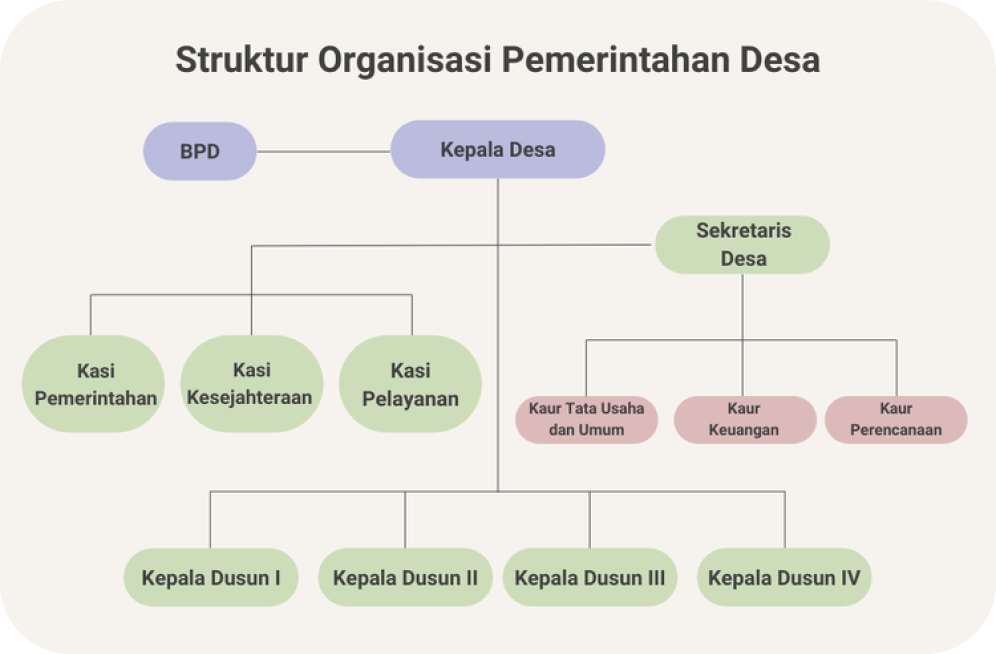 Struktur Organisasi Pemerintahan Desa
BPD
Kepala Desa
Sekretaris
Desa
Kasi
Pemerintahan
Kasi
Kesejahteraan
Kasi
Pelayanan
Kaur Tata Usaha
dan Umum
Kaur
Keuangan
Kaur
Perencanaan
Kepala Dusun I
Kepala Dusun II
Kepala Dusun III
Kepala Dusun IV